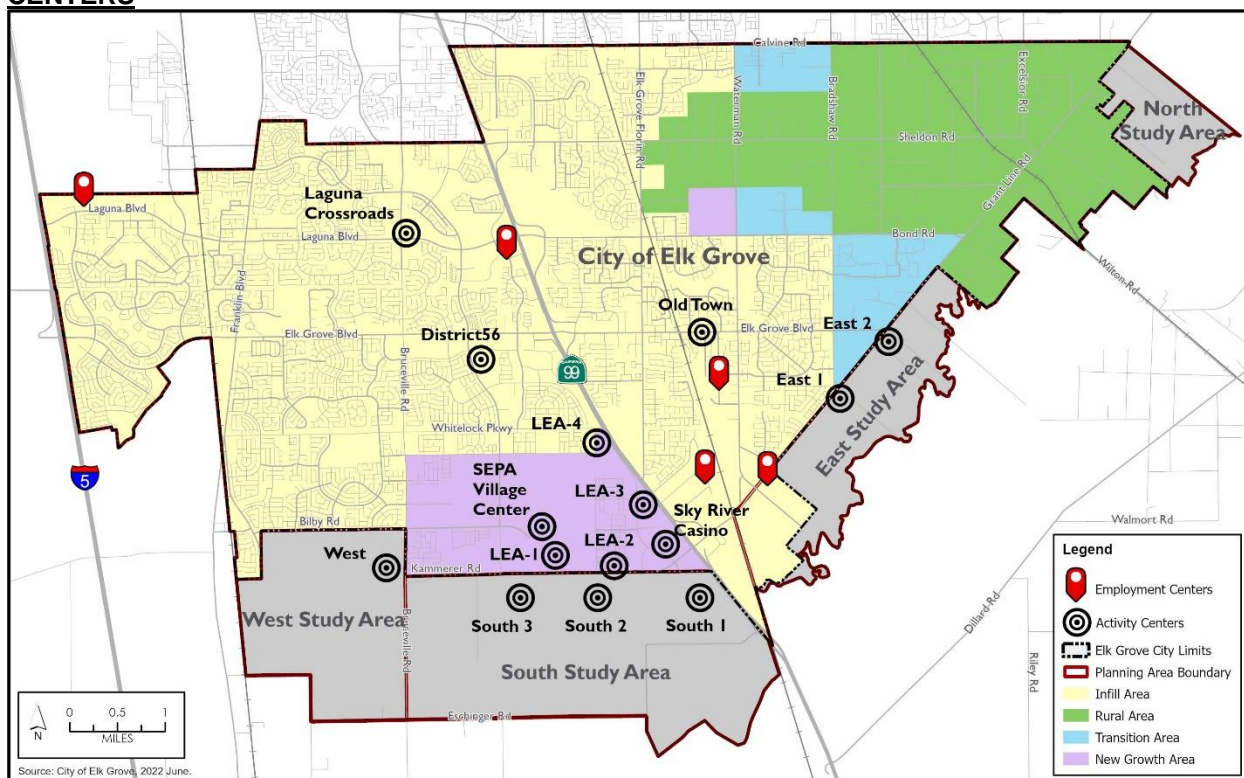 CENTERS
Calvine Rd
Excelsior Rd
Elk Grove Florin Rd
Waterman Rd
Bradshaw Rd
Sheldon Rd
Grant Line Rd
North
Study Area
Laguna Blvd
Laguna
Crossroads
Laguna Blvd
Bond Rd
Wilton Rd
City of Elk Grove
Franklin Blvd
Old Town
Elk Grove Blvd
District56
Elk Grove Blvd
East 2
CALIFORNIA
99
East 1
East Study Area
Bruceville Rd
Whitelock Pkwy
LEA-4
5
SEPA
Village
Center
LEA-3
Sky River
Casino
Bilby Rd
LEA-1
LEA-2
West
Kammerer Rd
Walmort Rd
West Study Area
Bruceville Rd
South 3
South 2
South 1
Dillard Rd
Riley Rd
South Study Area
Eschinger Rd
N
0 0.5 1
MILES
Source: City of Elk Grove, 2022 June.
Legend
Employment Centers
Activity Centers
Elk Grove City Limits
Planning Area Boundary
Infill Area
Rural Area
Transition Area
New Growth Area